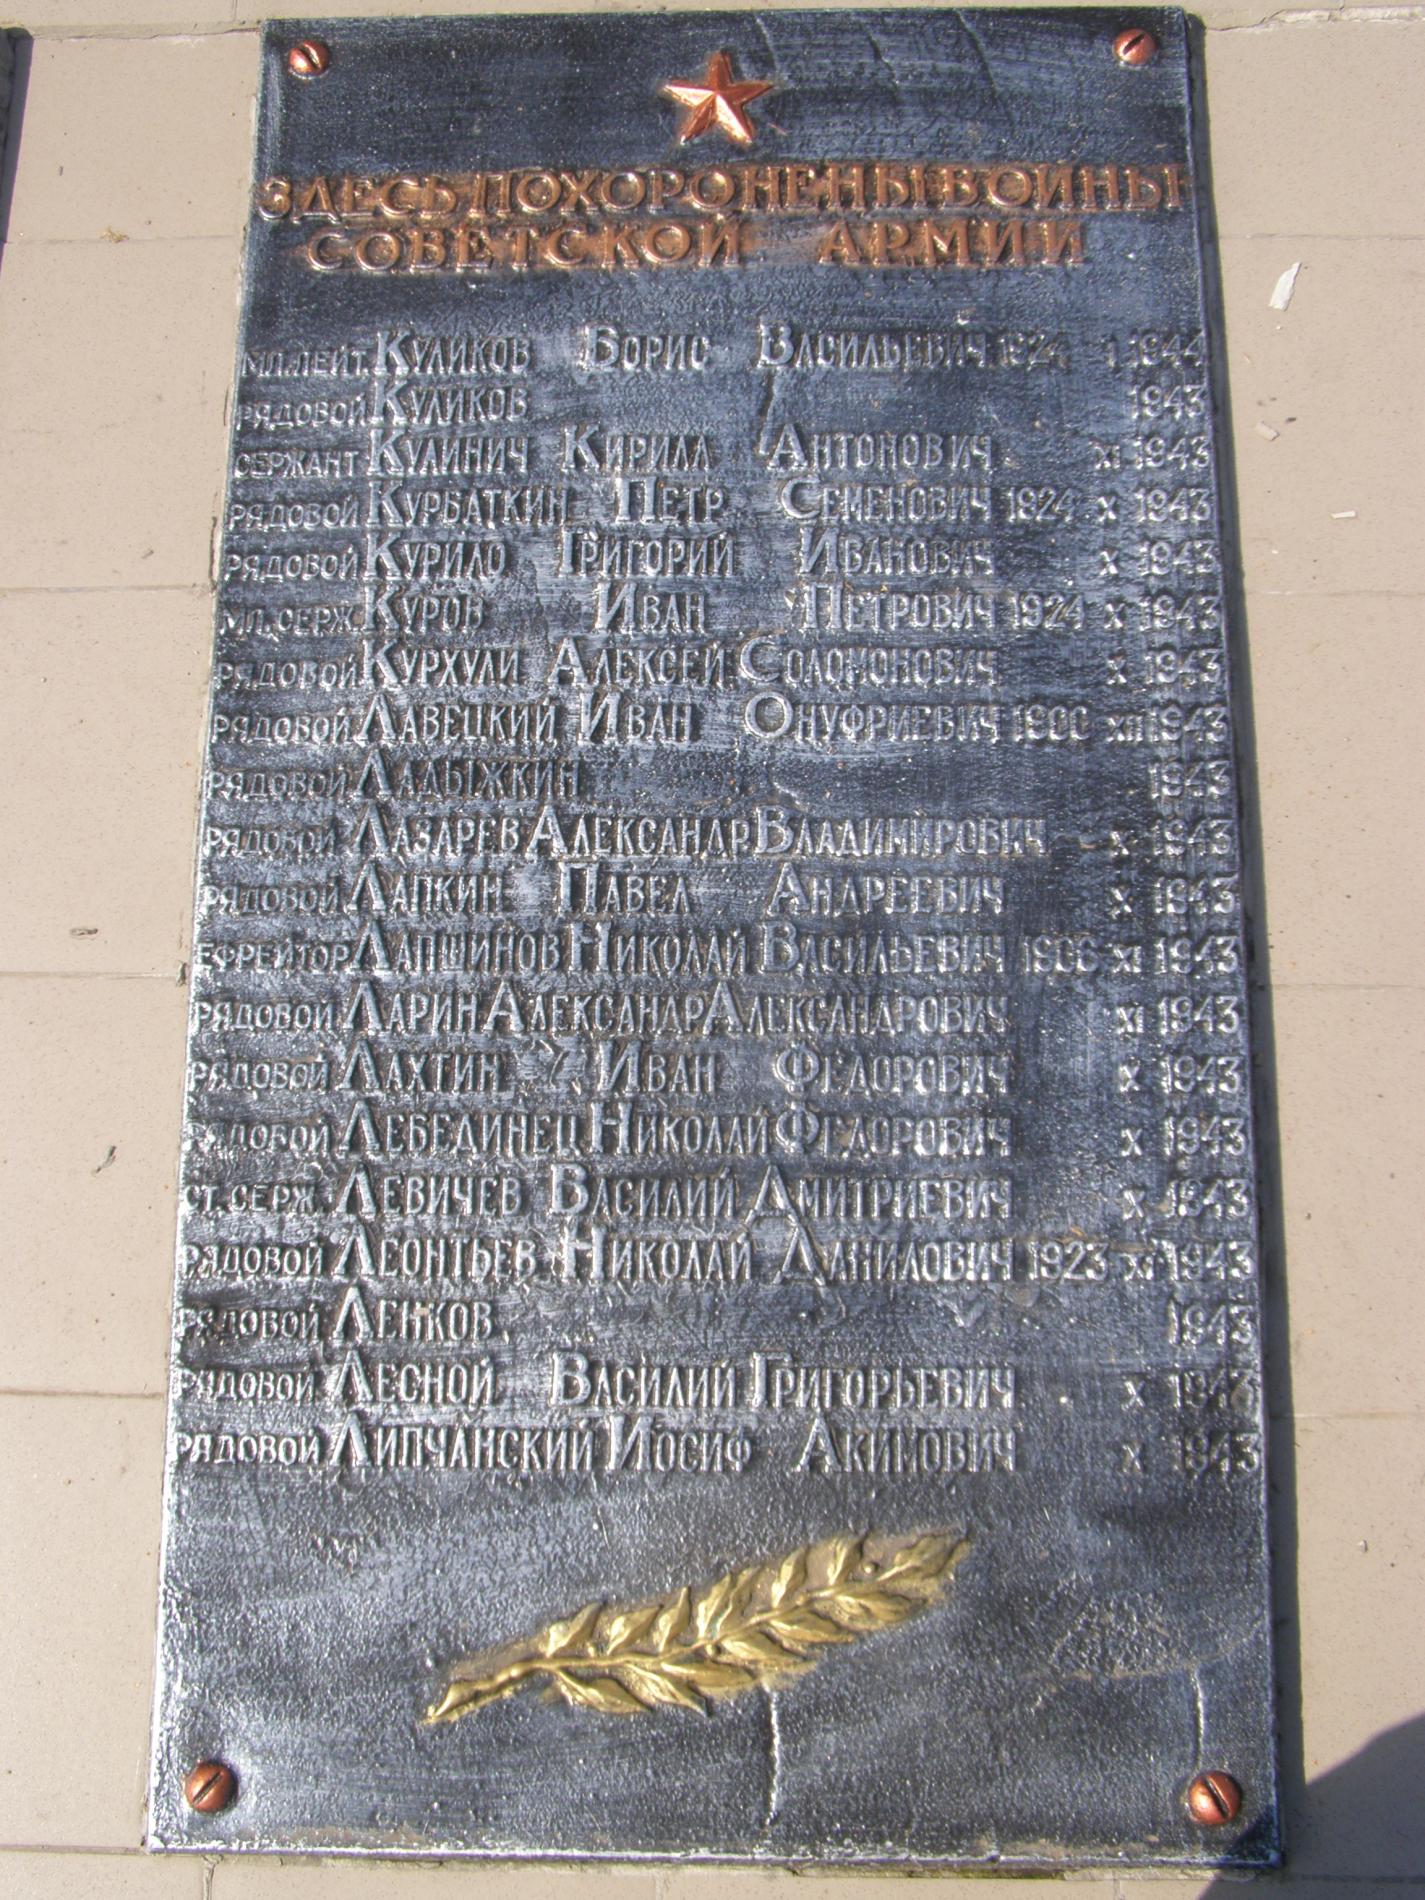 ЗДЕСЬ ПОХОРОНЕНЫ ВОИНЫ
СОВЕТСКОЙ АРМИИ
МЛ.ЛЕЙТ. КУЛИКОВ БОРИС ВАСИЛЬЕВИЧ 1924 I 1944
РЯДОВОЙ КУЛИКОВ 1943
СЕРЖАНТ КУЛИНИЧ КИРИЛЛ АНТОНОВИЧ XI 1943
РЯДОВОЙ КУРБАТКИН ПЕТР СЕМЕНОВИЧ 1924 X 1943
РЯДОВОЙ КУРИЛО ГРИГОРИЙ ИВАНОВИЧ X 1943
МЛ.СЕРЖ. КУРОВ ИВАН ПЕТРОВИЧ 1924 X 1943
РЯДОВОЙ КУРХУЛИ АЛЕКСЕЙ СОЛОМОНОВИЧ X 1943
РЯДОВОЙ ЛАВЕЦКИЙ ИВАН ОНУФРИЕВИЧ 1900 XII 1943
РЯДОВОЙ ЛАДЫЖКИН 1943
РЯДОВОЙ ЛАЗАРЕВ АЛЕКСАНДР ВЛАДИМИРОВИЧ X 1943
РЯДОВОЙ ЛАПКИН ПАВЕЛ АНДРЕЕВИЧ X 1943
ЕФРЕЙТОР ЛАПШИНОВ НИКОЛАЙ ВАСИЛЬЕВИЧ XI 1943
РЯДОВОЙ ЛАРИН АЛЕКСАНДР АЛЕКСАНДРОВИЧ XI 1943
РЯДОВОЙ ЛАХТИН ИВАН ФЕДОРОВИЧ X 1943
РЯДОВОЙ ЛЕБЕДИНЕЦ НИКОЛАЙ ФЕДОРОВИЧ X 1943
СТ.СЕРЖ. ЛЕВИЧЕВ ВАСИЛИЙ ДМИТРИЕВИЧ X 1943
РЯДОВОЙ ЛЕОНТЬЕВ НИКОЛАЙ ДАНИЛОВИЧ 1923 XI 1943
РЯДОВОЙ ЛЕНКОВ 1943
РЯДОВОЙ ЛЕСНОЙ ВАСИЛИЙ ГРИГОРЬЕВИЧ X 1943
РЯДОВОЙ ЛИПЧАНСКИЙ ИОСИФ АКИМОВИЧ X 1943